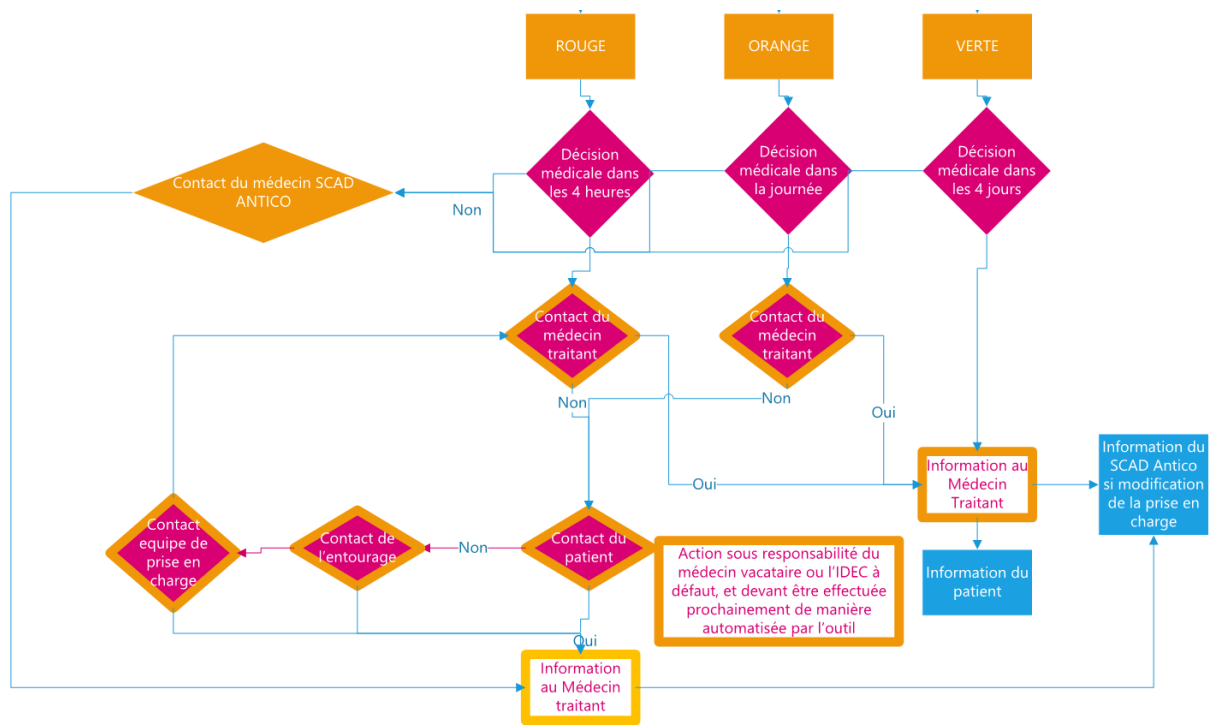 ROUGE
ORANGE
VERTE
Décision
médicale dans
les 4 heures
Décision
médicale dans
la journée
Décision
médicale dans
les 4 jours
Contact du médecin SCAD
ANTICO
Non
Contact du
médecin
traitant
Contact du
médecin
traitant
Non
Non
Oui
Oui
Information au
Médecin
Traitant
Information du
SCAD Antico
si modification
de la prise en
charge
Contact
equipe de
prise en
charge
Contact de
l'entourage
Non
Contact du
patient
Action sous responsabilité du
médecin vacataire ou l'IDEC à
défaut, et devant être effectuée
prochainement de manière
automatisée par l'outil
Information du
patient
Oui
Information
au Médecin
traitant